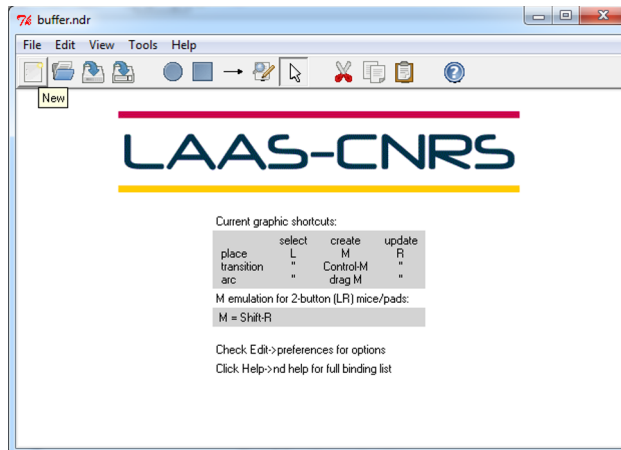 buffer.ndr
File Edit View Tools Help
New
LAAS-CNRS
Current graphic shortcuts:
select create update
place L M R
transition " Control-M "
arc " drag M "
M emulation for 2-button (LR) mice/pads:
M = Shift-R
Check Edit->preferences for options
Click Help->nd help for full binding list